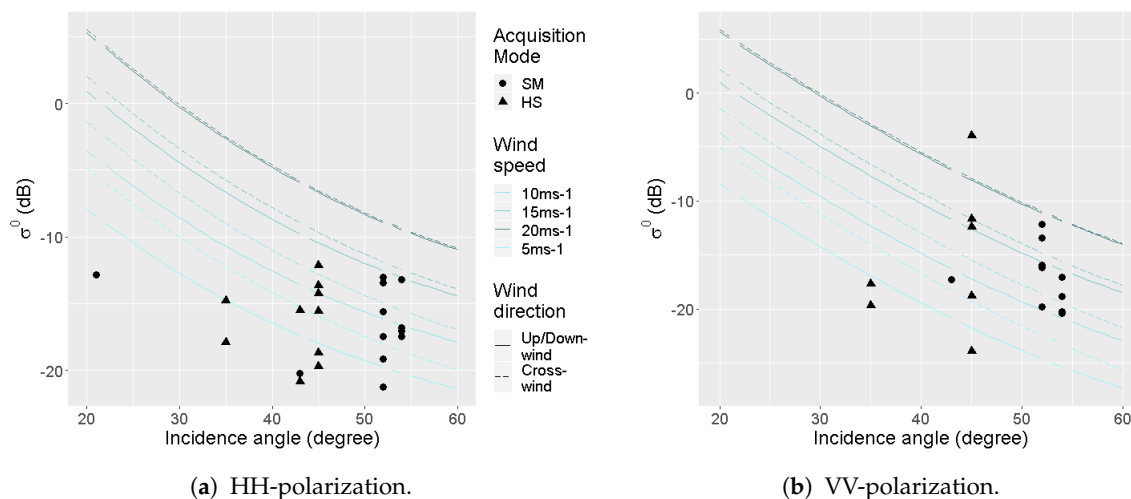 0
-10
-20
σ⁰ (dB)
20 30 40 50 60
Incidence angle (degree)
Acquisition
Mode
SM
HS
Wind
speed
10ms-1
15ms-1
20ms-1
5ms-1
Wind
direction
Up/Down-
wind
Cross-
wind
0
-10
-20
σ⁰ (dB)
20 30 40 50 60
Incidence angle (degree)
(a) HH-polarization.
(b) VV-polarization.